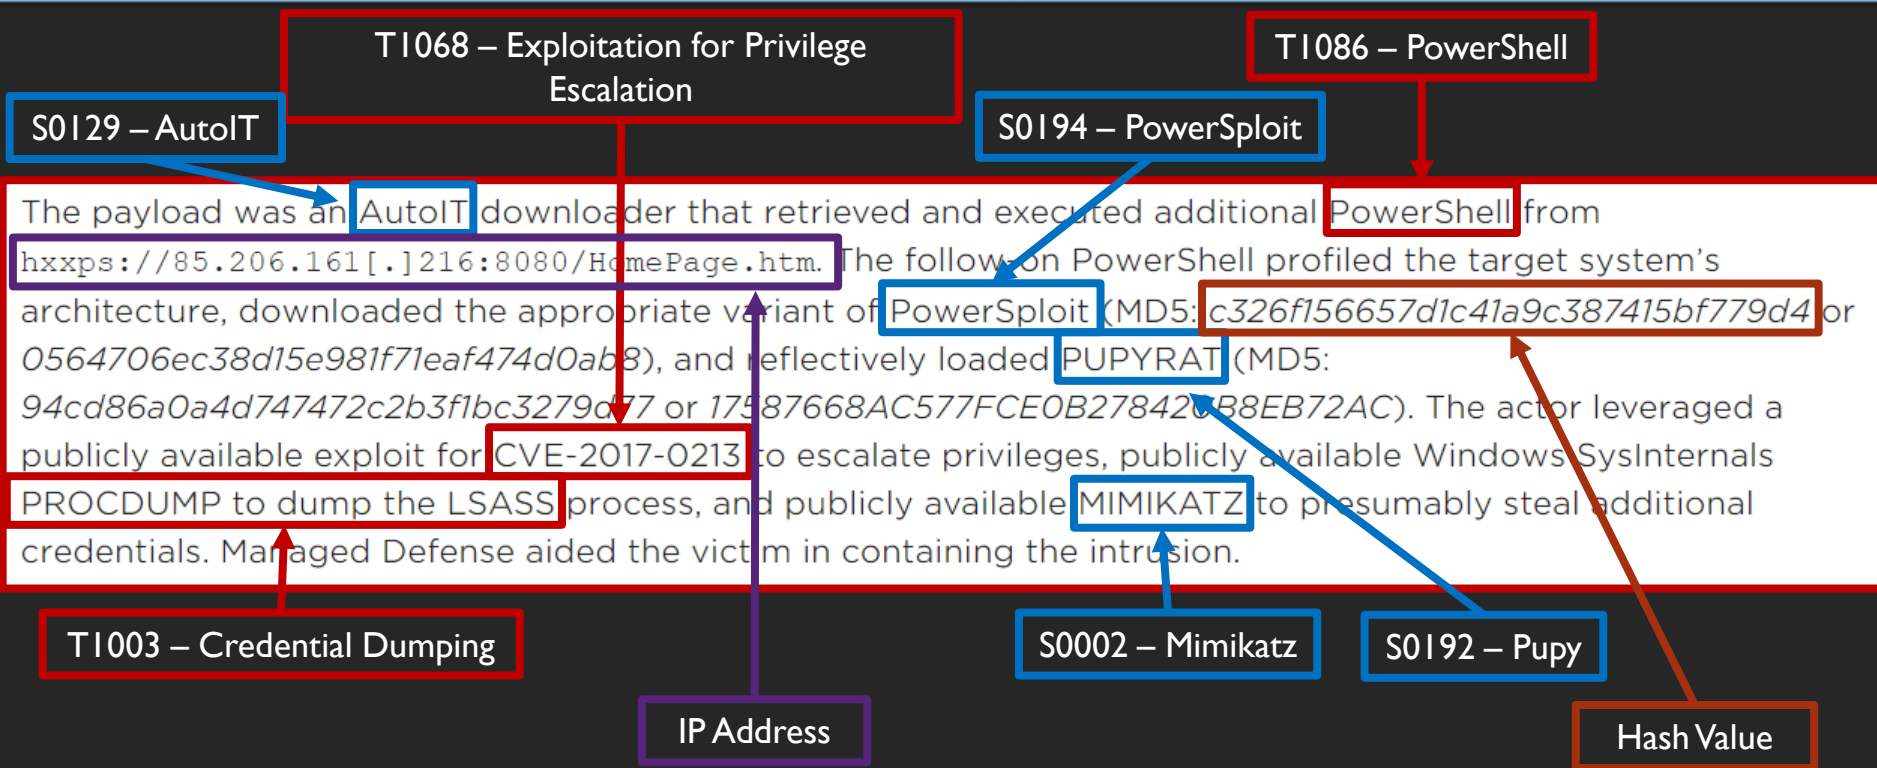 T1068 – Exploitation for Privilege
Escalation
T1086 – PowerShell
S0129 – AutoIT
S0194 – PowerSploit
The payload was an AutoIT downloader that retrieved and executed additional PowerShell from
hxxps://85.206.161[.]216:8080/HomePage.htm. The follow-on PowerShell profiled the target system's
architecture, downloaded the appropriate variant of PowerSploit (MD5: c326f156657d1c41a9c387415bf779d4 or
0564706ec38d15e981f71eaf474d0ab8), and reflectively loaded PUPYRAT (MD5:
94cd86a0a4d747472c2b3f1bc3279d77 or 17587668AC577FCE0B278420B8EB72AC). The actor leveraged a
publicly available exploit for CVE-2017-0213 to escalate privileges, publicly available Windows SysInternals
PROCDUMP to dump the LSASS process, and publicly available MIMIKATZ to presumably steal additional
credentials. Managed Defense aided the victim in containing the intrusion.
T1003 – Credential Dumping
S0002 – Mimikatz
S0192 – Pupy
IP Address
Hash Value